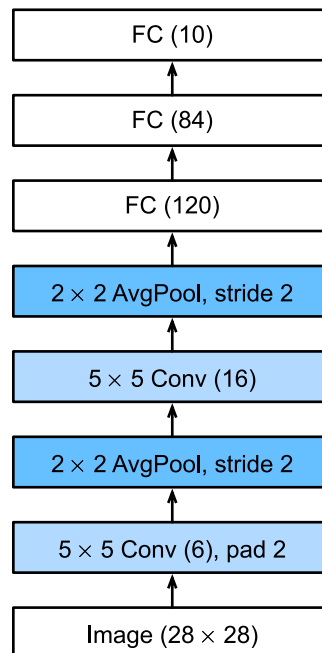 FC (10)
FC (84)
FC (120)
2 × 2 AvgPool, stride 2
5 × 5 Conv (16)
2 × 2 AvgPool, stride 2
5 × 5 Conv (6), pad 2
Image (28 × 28)